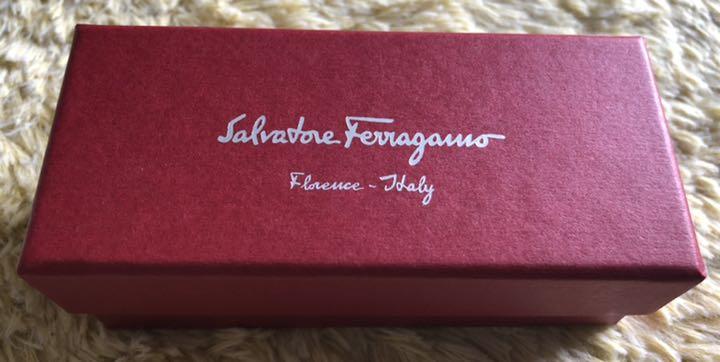 Salvatore Ferragamo
Florence - Italy